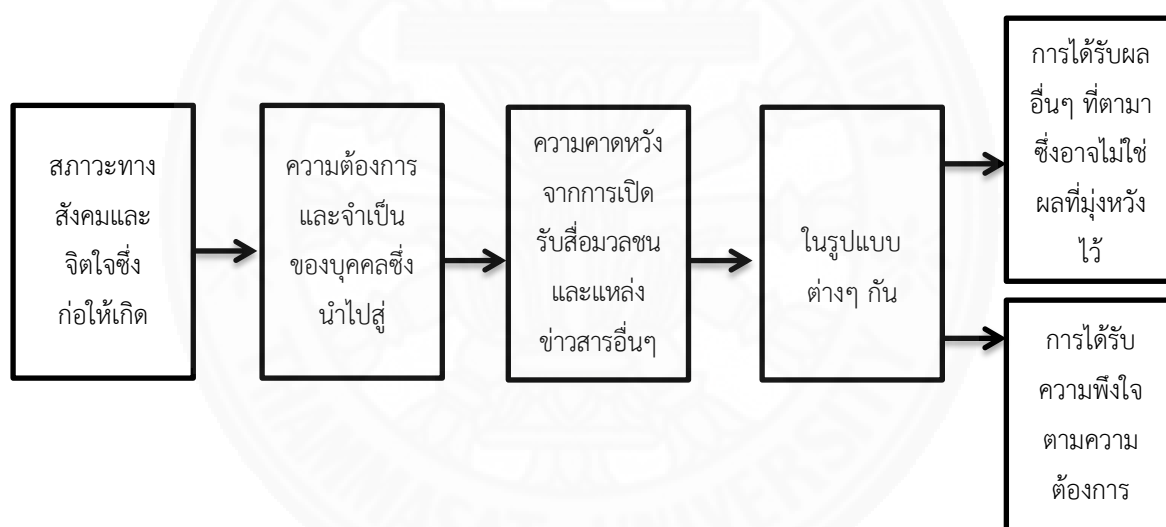 สภาวะทาง
สังคมและ
จิตใจซึ่ง
ก่อให้เกิด
ความต้องการ
และจำเป็น
ของบุคคลซึ่ง
นำไปสู่
ความคาดหวัง
จากการเปิด
รับสื่อมวลชน
และแหล่ง
ข่าวสารอื่นๆ
ในรูปแบบ
ต่างๆ กัน
การได้รับผล
อื่นๆ ที่ตามา
ซึ่งอาจไม่ใช่
ผลที่มุ่งหวัง
ไว้
การได้รับ
ความพึงใจ
ตามความ
ต้องการ